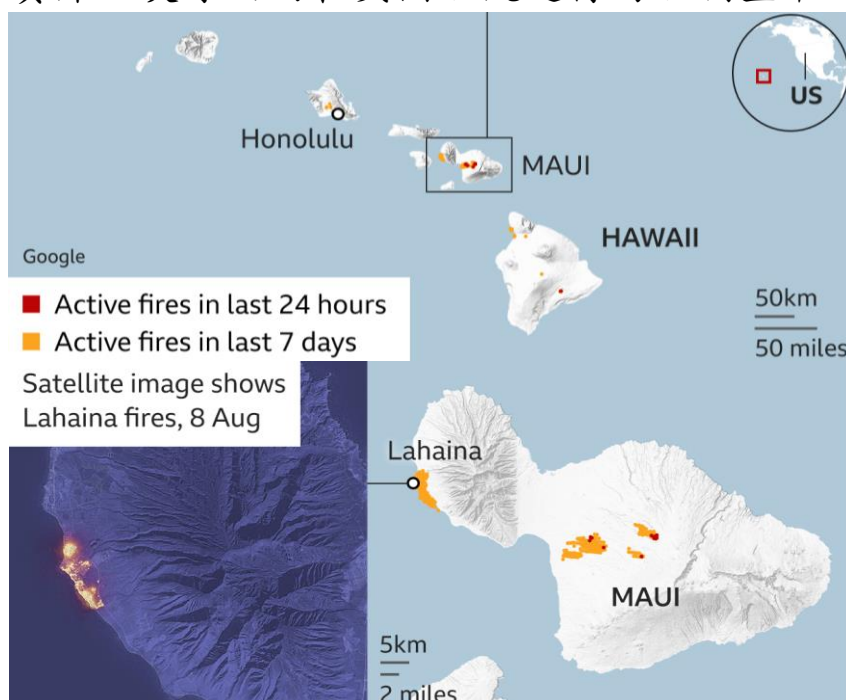 US
Honolulu
MAUI
HAWAII
Google
Active fires in last 24 hours
Active fires in last 7 days
Satellite image shows
Lahaina fires, 8 Aug
50km
50 miles
Lahaina
MAUI
5km
2 miles